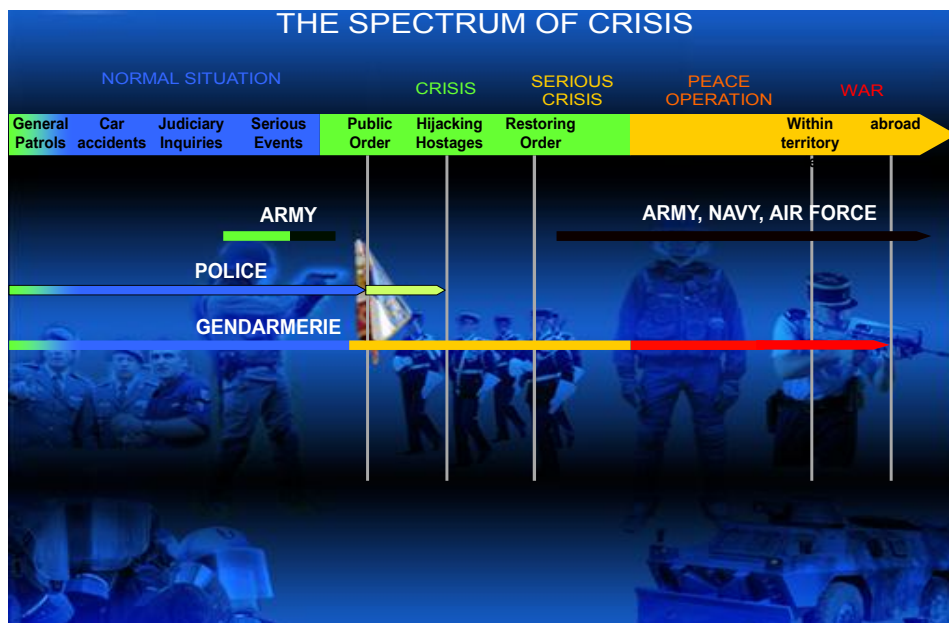 THE SPECTRUM OF CRISIS
NORMAL SITUATION
CRISIS
SERIOUS
CRISIS
PEACE
OPERATION
WAR
General
Patrols
Car
accidents
Judiciary
Inquiries
Serious
Events
Public
Order
Hijacking
Hostages
Restoring
Order
Within
territory
abroad
ARMY
ARMY, NAVY, AIR FORCE
POLICE
GENDARMERIE